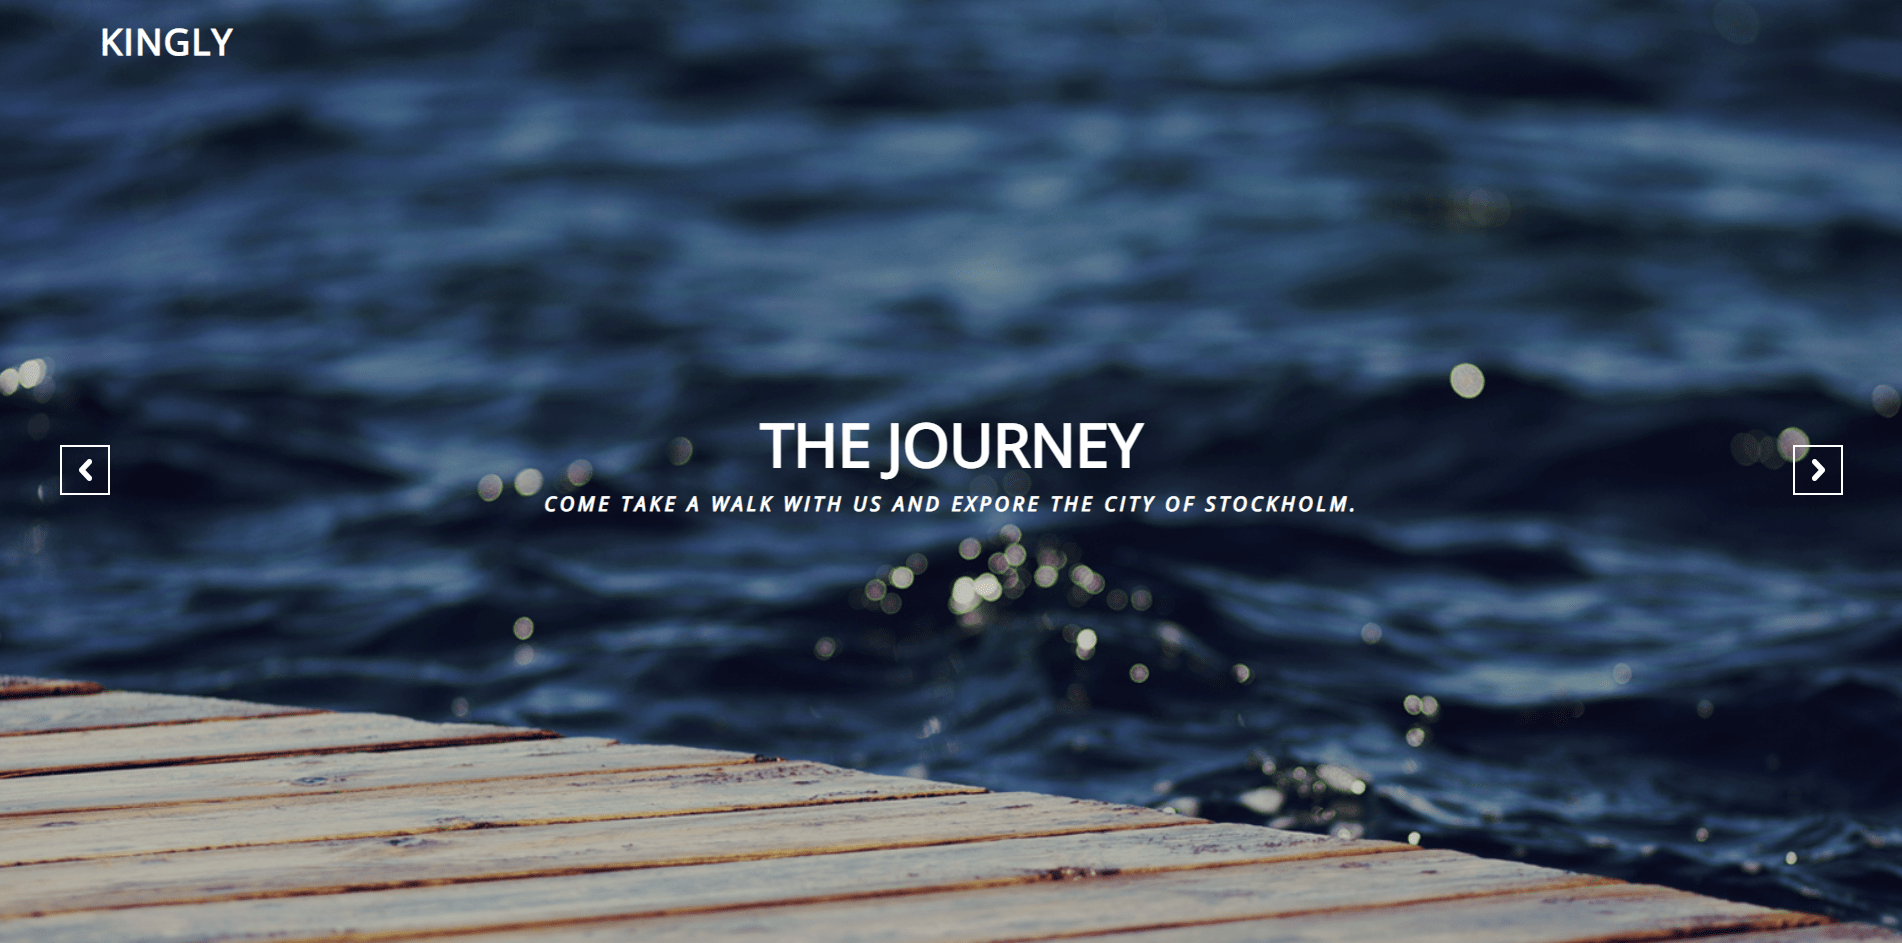 KINGLY
THE JOURNEY
COME TAKE A WALK WITH US AND EXPORE THE CITY OF STOCKHOLM.